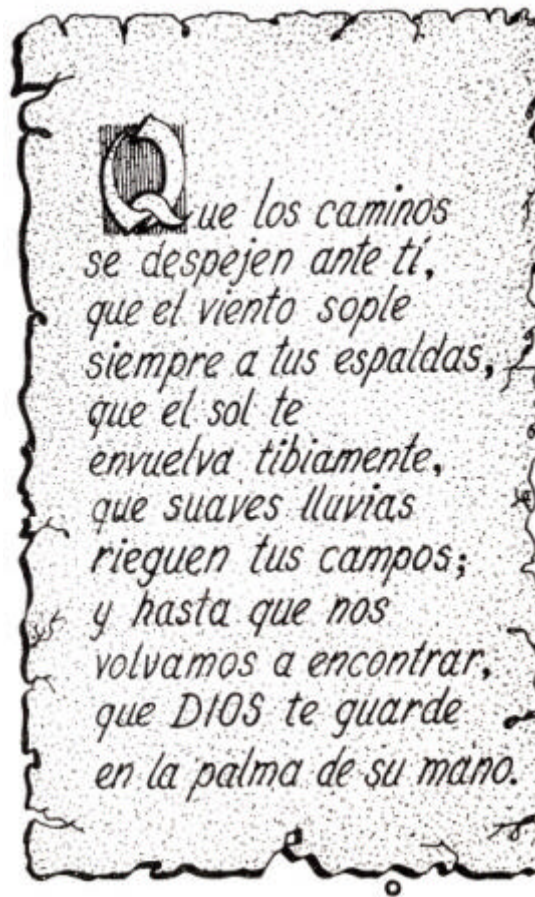 Que los caminos
se despejen ante tí,
que el viento sople
siempre a tus espaldas,
que el sol te
envuelva tibiamente,
que suaves lluvias
rieguen tus campos;
y hasta que nos
volvamos a encontrar,
que DIOS te guarde
en la palma de su mano.